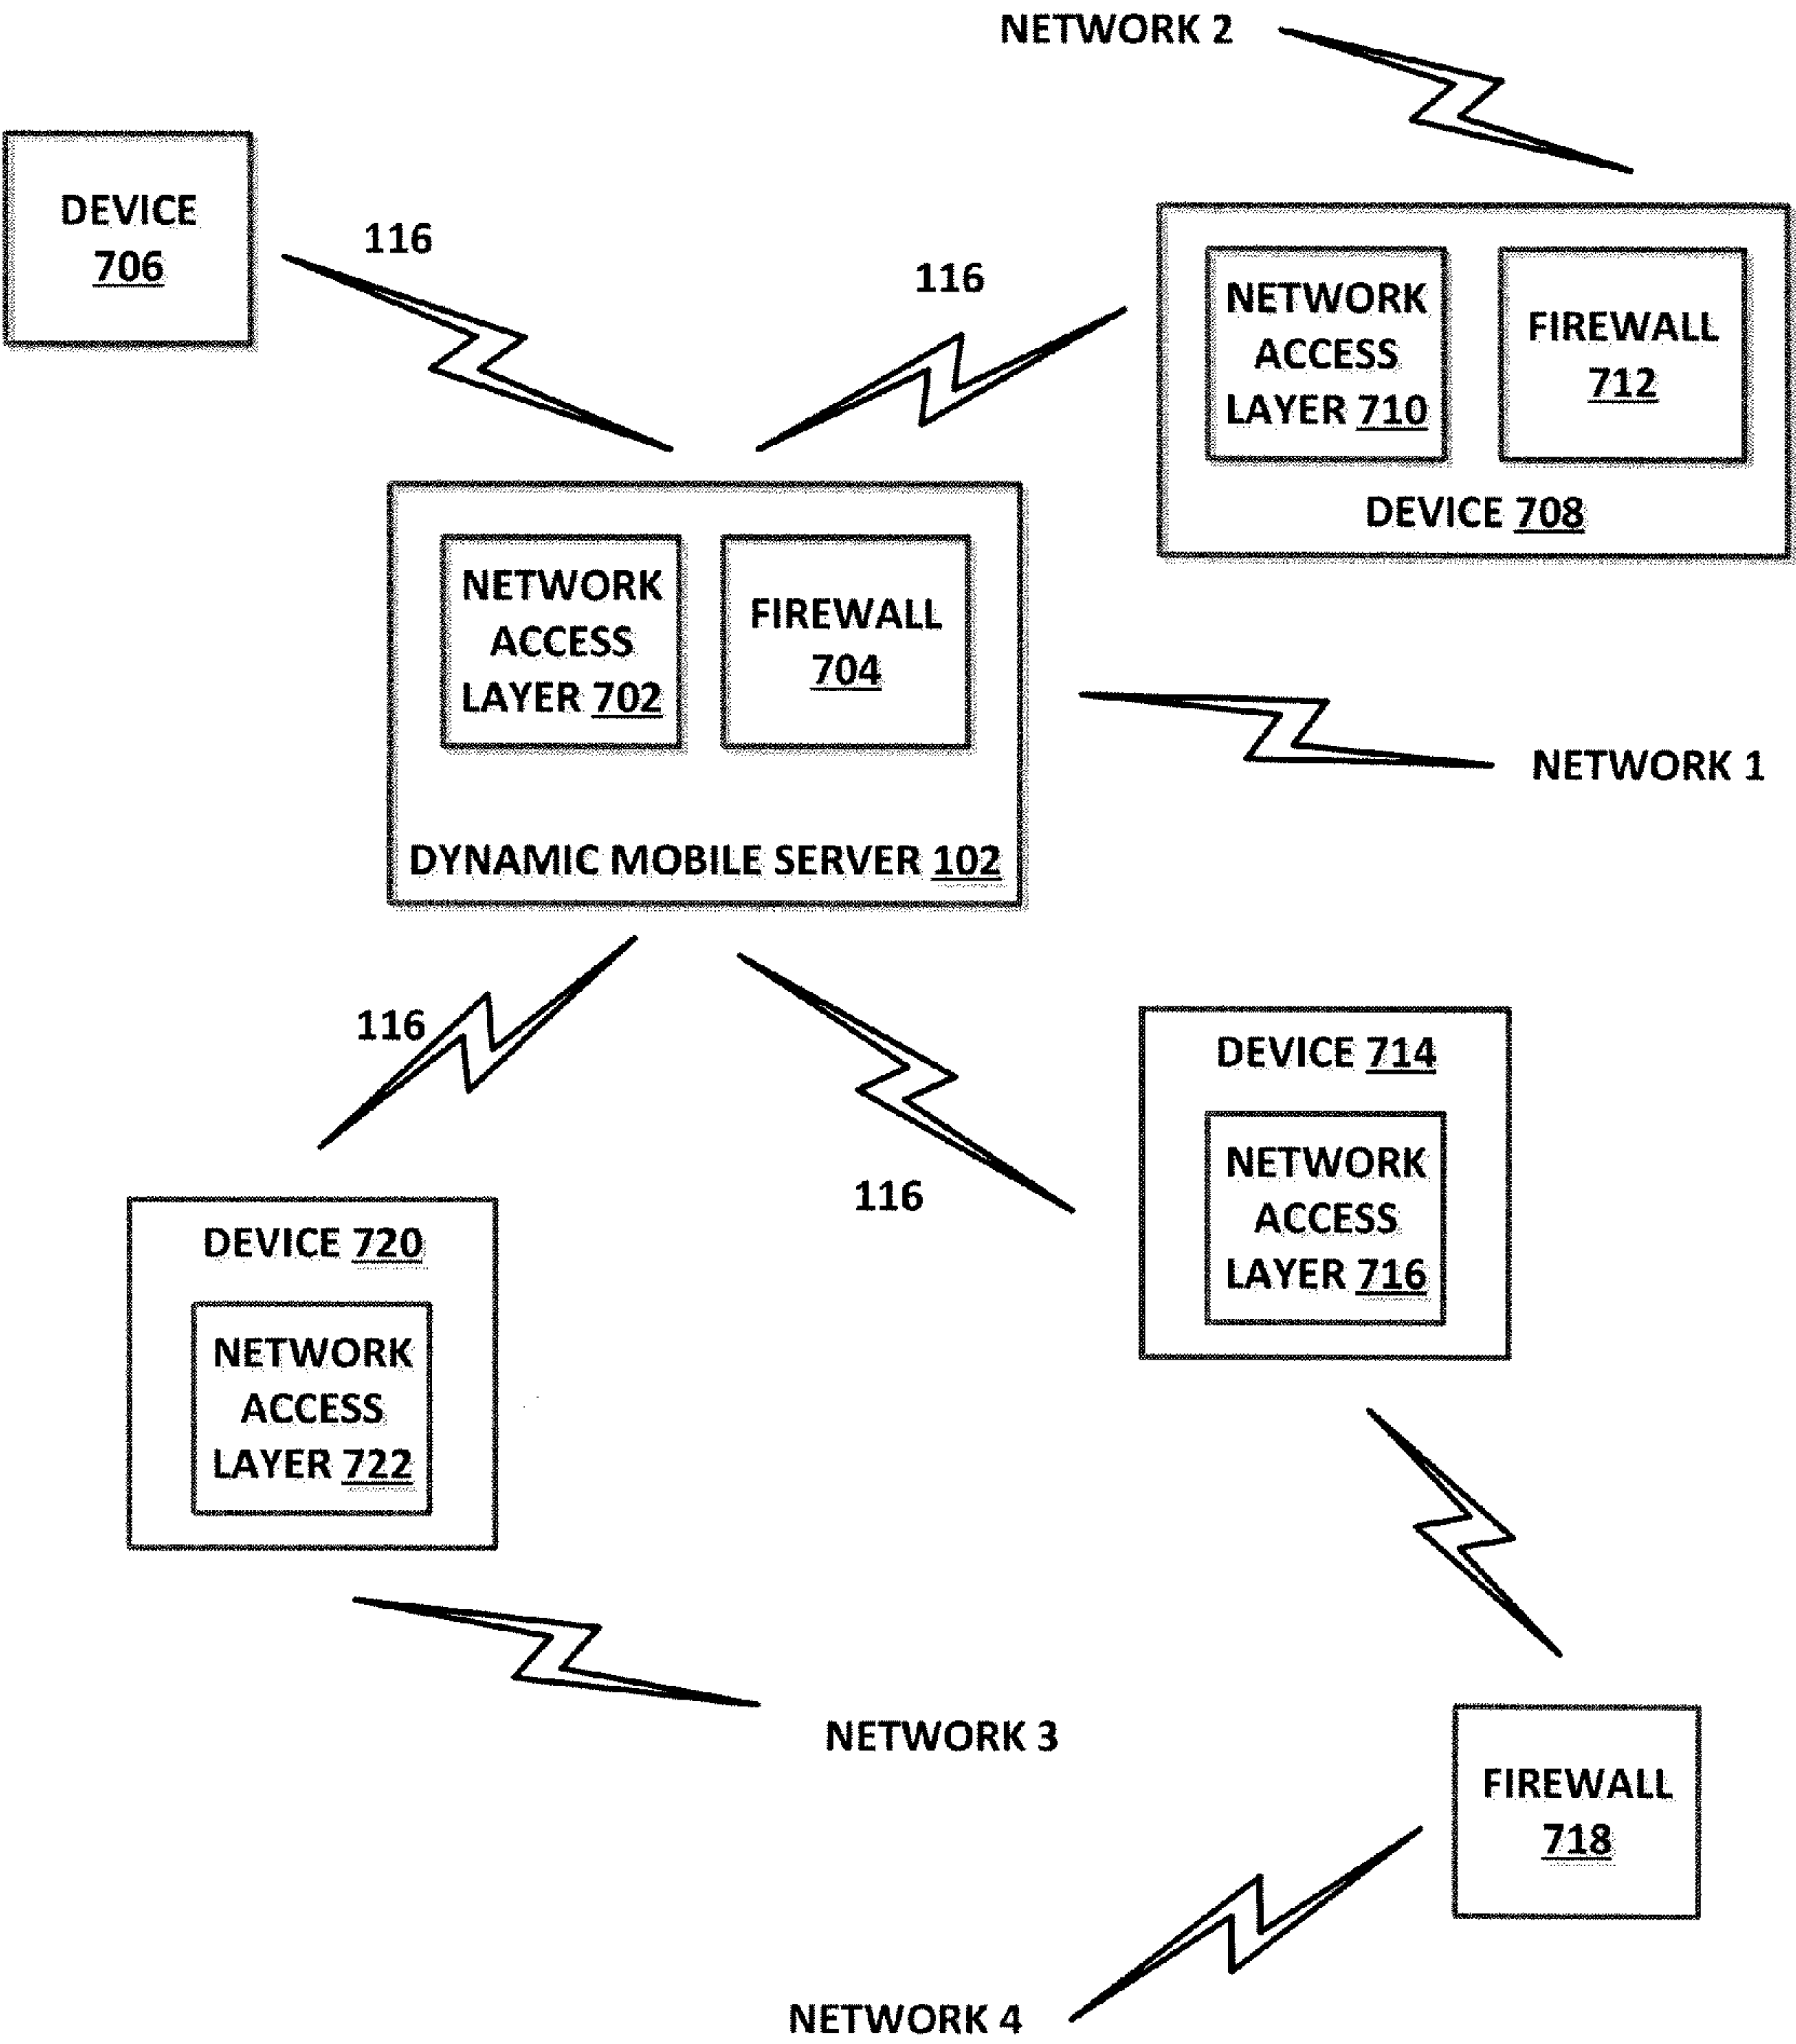 NETWORK 2
DEVICE
706
116
116
NETWORK
ACCESS
LAYER 710
FIREWALL
712
DEVICE 708
NETWORK
ACCESS
LAYER 702
FIREWALL
704
DYNAMIC MOBILE SERVER 102
NETWORK 1
116
116
DEVICE 714
NETWORK
ACCESS
LAYER 716
DEVICE 720
NETWORK
ACCESS
LAYER 722
NETWORK 3
FIREWALL
718
NETWORK 4